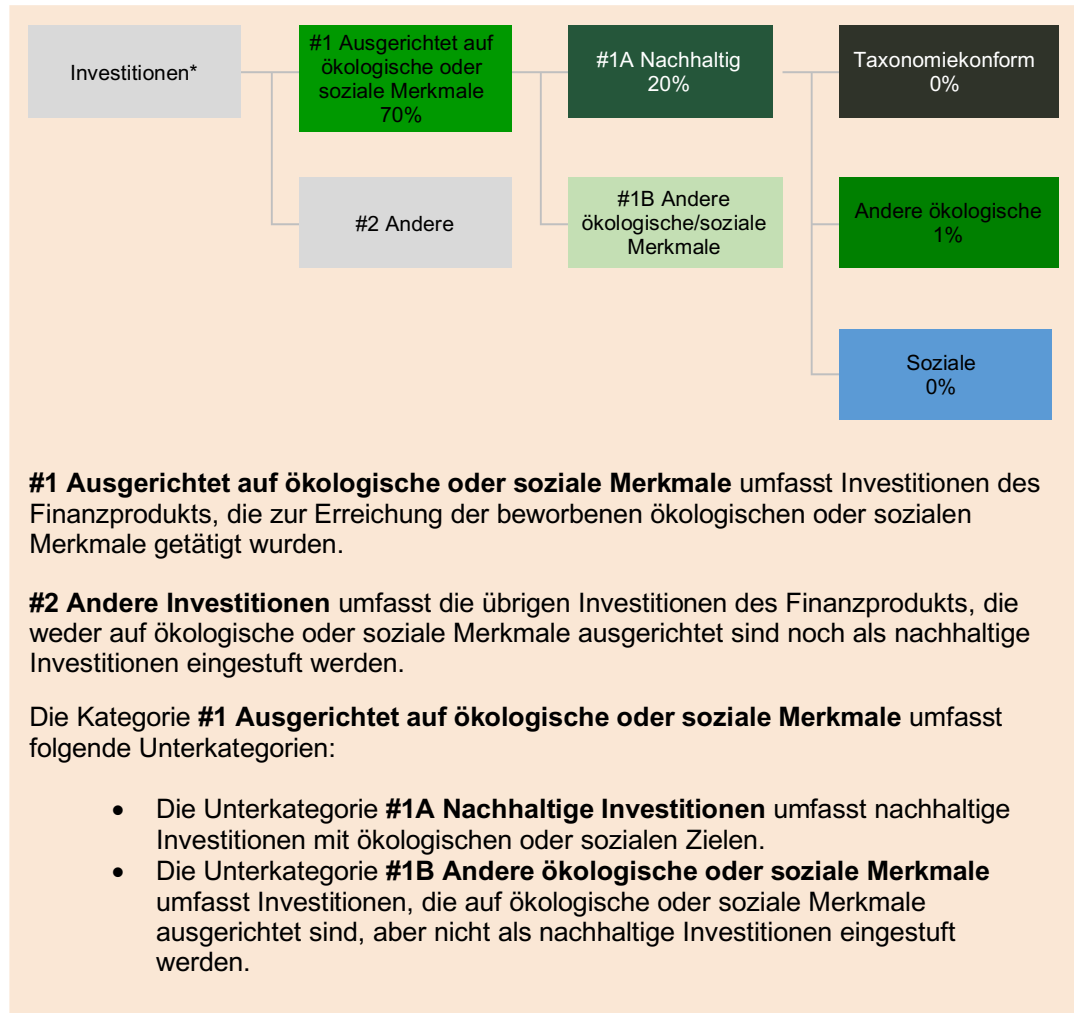 Investitionen*
#1 Ausgerichtet auf
ökologische oder
soziale Merkmale
70%
#1A Nachhaltig
20%
Taxonomiekonform
0%
#2 Andere
#1B Andere
ökologische/soziale
Merkmale
Andere ökologische
1%
Soziale
0%
#1 Ausgerichtet auf ökologische oder soziale Merkmale umfasst Investitionen des
Finanzprodukts, die zur Erreichung der beworbenen ökologischen oder sozialen
Merkmale getätigt wurden.
#2 Andere Investitionen umfasst die übrigen Investitionen des Finanzprodukts, die
weder auf ökologische oder soziale Merkmale ausgerichtet sind noch als nachhaltige
Investitionen eingestuft werden.
Die Kategorie #1 Ausgerichtet auf ökologische oder soziale Merkmale umfasst
folgende Unterkategorien:
• Die Unterkategorie #1A Nachhaltige Investitionen umfasst nachhaltige
Investitionen mit ökologischen oder sozialen Zielen.
• Die Unterkategorie #1B Andere ökologische oder soziale Merkmale
umfasst Investitionen, die auf ökologische oder soziale Merkmale
ausgerichtet sind, aber nicht als nachhaltige Investitionen eingestuft
werden.